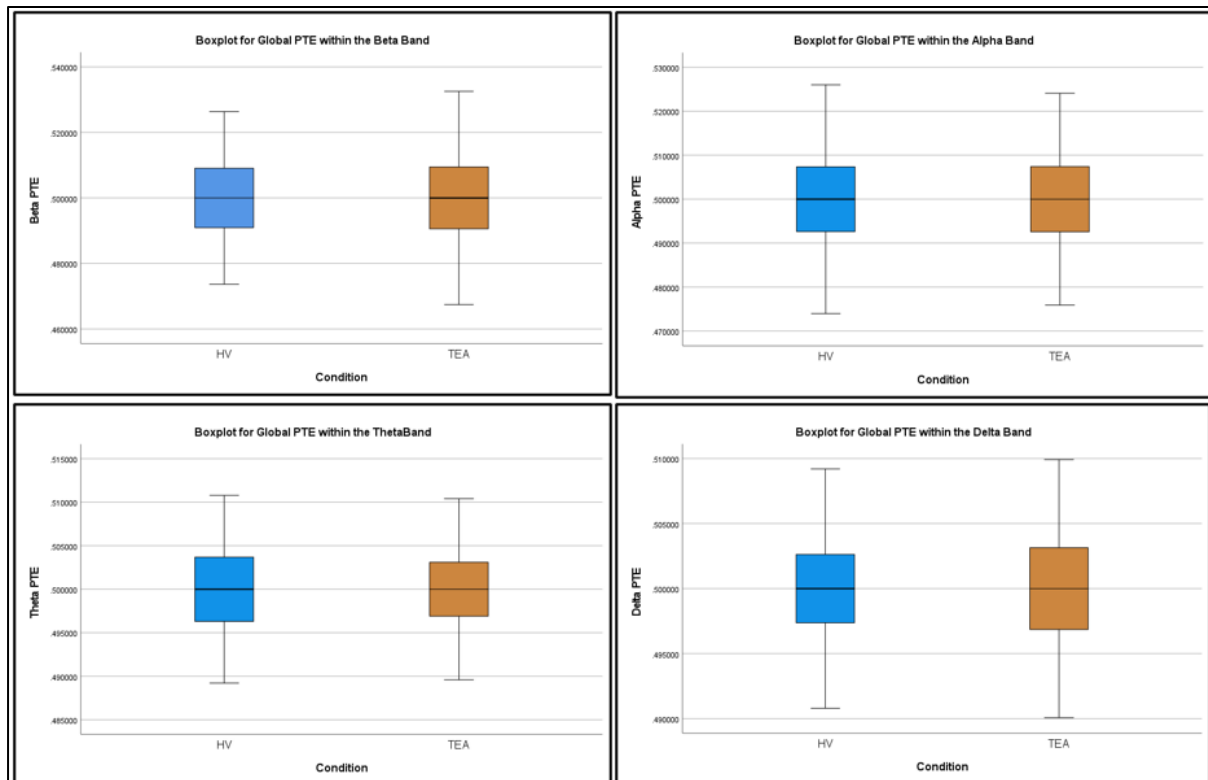 Boxplot for Global PTE within the Beta Band
.540000
.520000
.500000
.480000
.460000
Beta PTE
HV
TEA
Condition
Boxplot for Global PTE within the Alpha Band
.530000
.520000
.510000
.500000
.490000
.480000
.470000
Alpha PTE
HV
TEA
Condition
Boxplot for Global PTE within the ThetaBand
.515000
.510000
.505000
.500000
.495000
.490000
.485000
Theta PTE
HV
TEA
Condition
Boxplot for Global PTE within the Delta Band
.510000
.505000
.500000
.495000
.490000
Delta PTE
HV
TEA
Condition